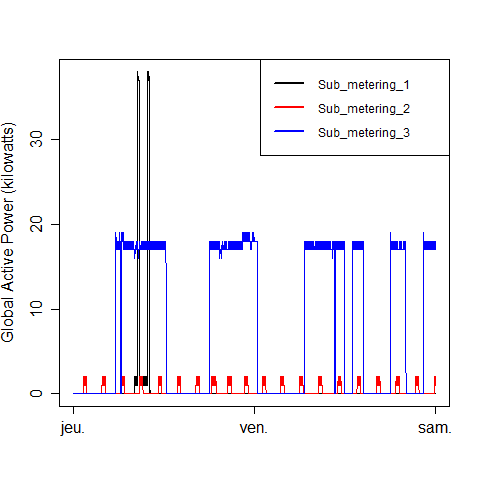 Sub_metering_1
Sub_metering_2
Sub_metering_3
Global Active Power (kilowatts)
30
20
10
0
jeu. ven. sam.